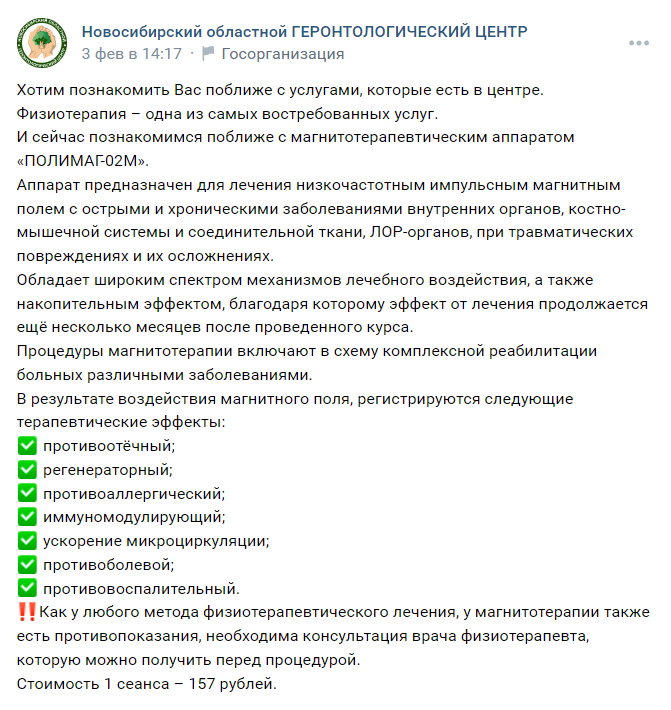 Новосибирский областной ГЕРОНТОЛОГИЧЕСКИЙ ЦЕНТР
3 фев в 14:17 · Госорганизация
Хотим познакомить Вас поближе с услугами, которые есть в центре.
Физиотерапия – одна из самых востребованных услуг.
И сейчас познакомимся поближе с магнитотерапевтическим аппаратом
«ПОЛИМАГ-02М».
Аппарат предназначен для лечения низкочастотным импульсным магнитным
полем с острыми и хроническими заболеваниями внутренних органов, костно-
мышечной системы и соединительной ткани, ЛОР-органов, при травматических
повреждениях и их осложнениях.
Обладает широким спектром механизмов лечебного воздействия, а также
накопительным эффектом, благодаря которому эффект от лечения продолжается
ещё несколько месяцев после проведенного курса.
Процедуры магнитотерапии включают в схему комплексной реабилитации
больных различными заболеваниями.
В результате воздействия магнитного поля, регистрируются следующие
терапевтические эффекты:
✅ противоотёчный;
✅ регенераторный;
✅ противоаллергический;
✅ иммуномодулирующий;
✅ ускорение микроциркуляции;
✅ противоболевой;
✅ противовоспалительный.
‼Как у любого метода физиотерапевтического лечения, у магнитотерапии также
есть противопоказания, необходима консультация врача физиотерапевта,
которую можно получить перед процедурой.
Стоимость 1 сеанса – 157 рублей.